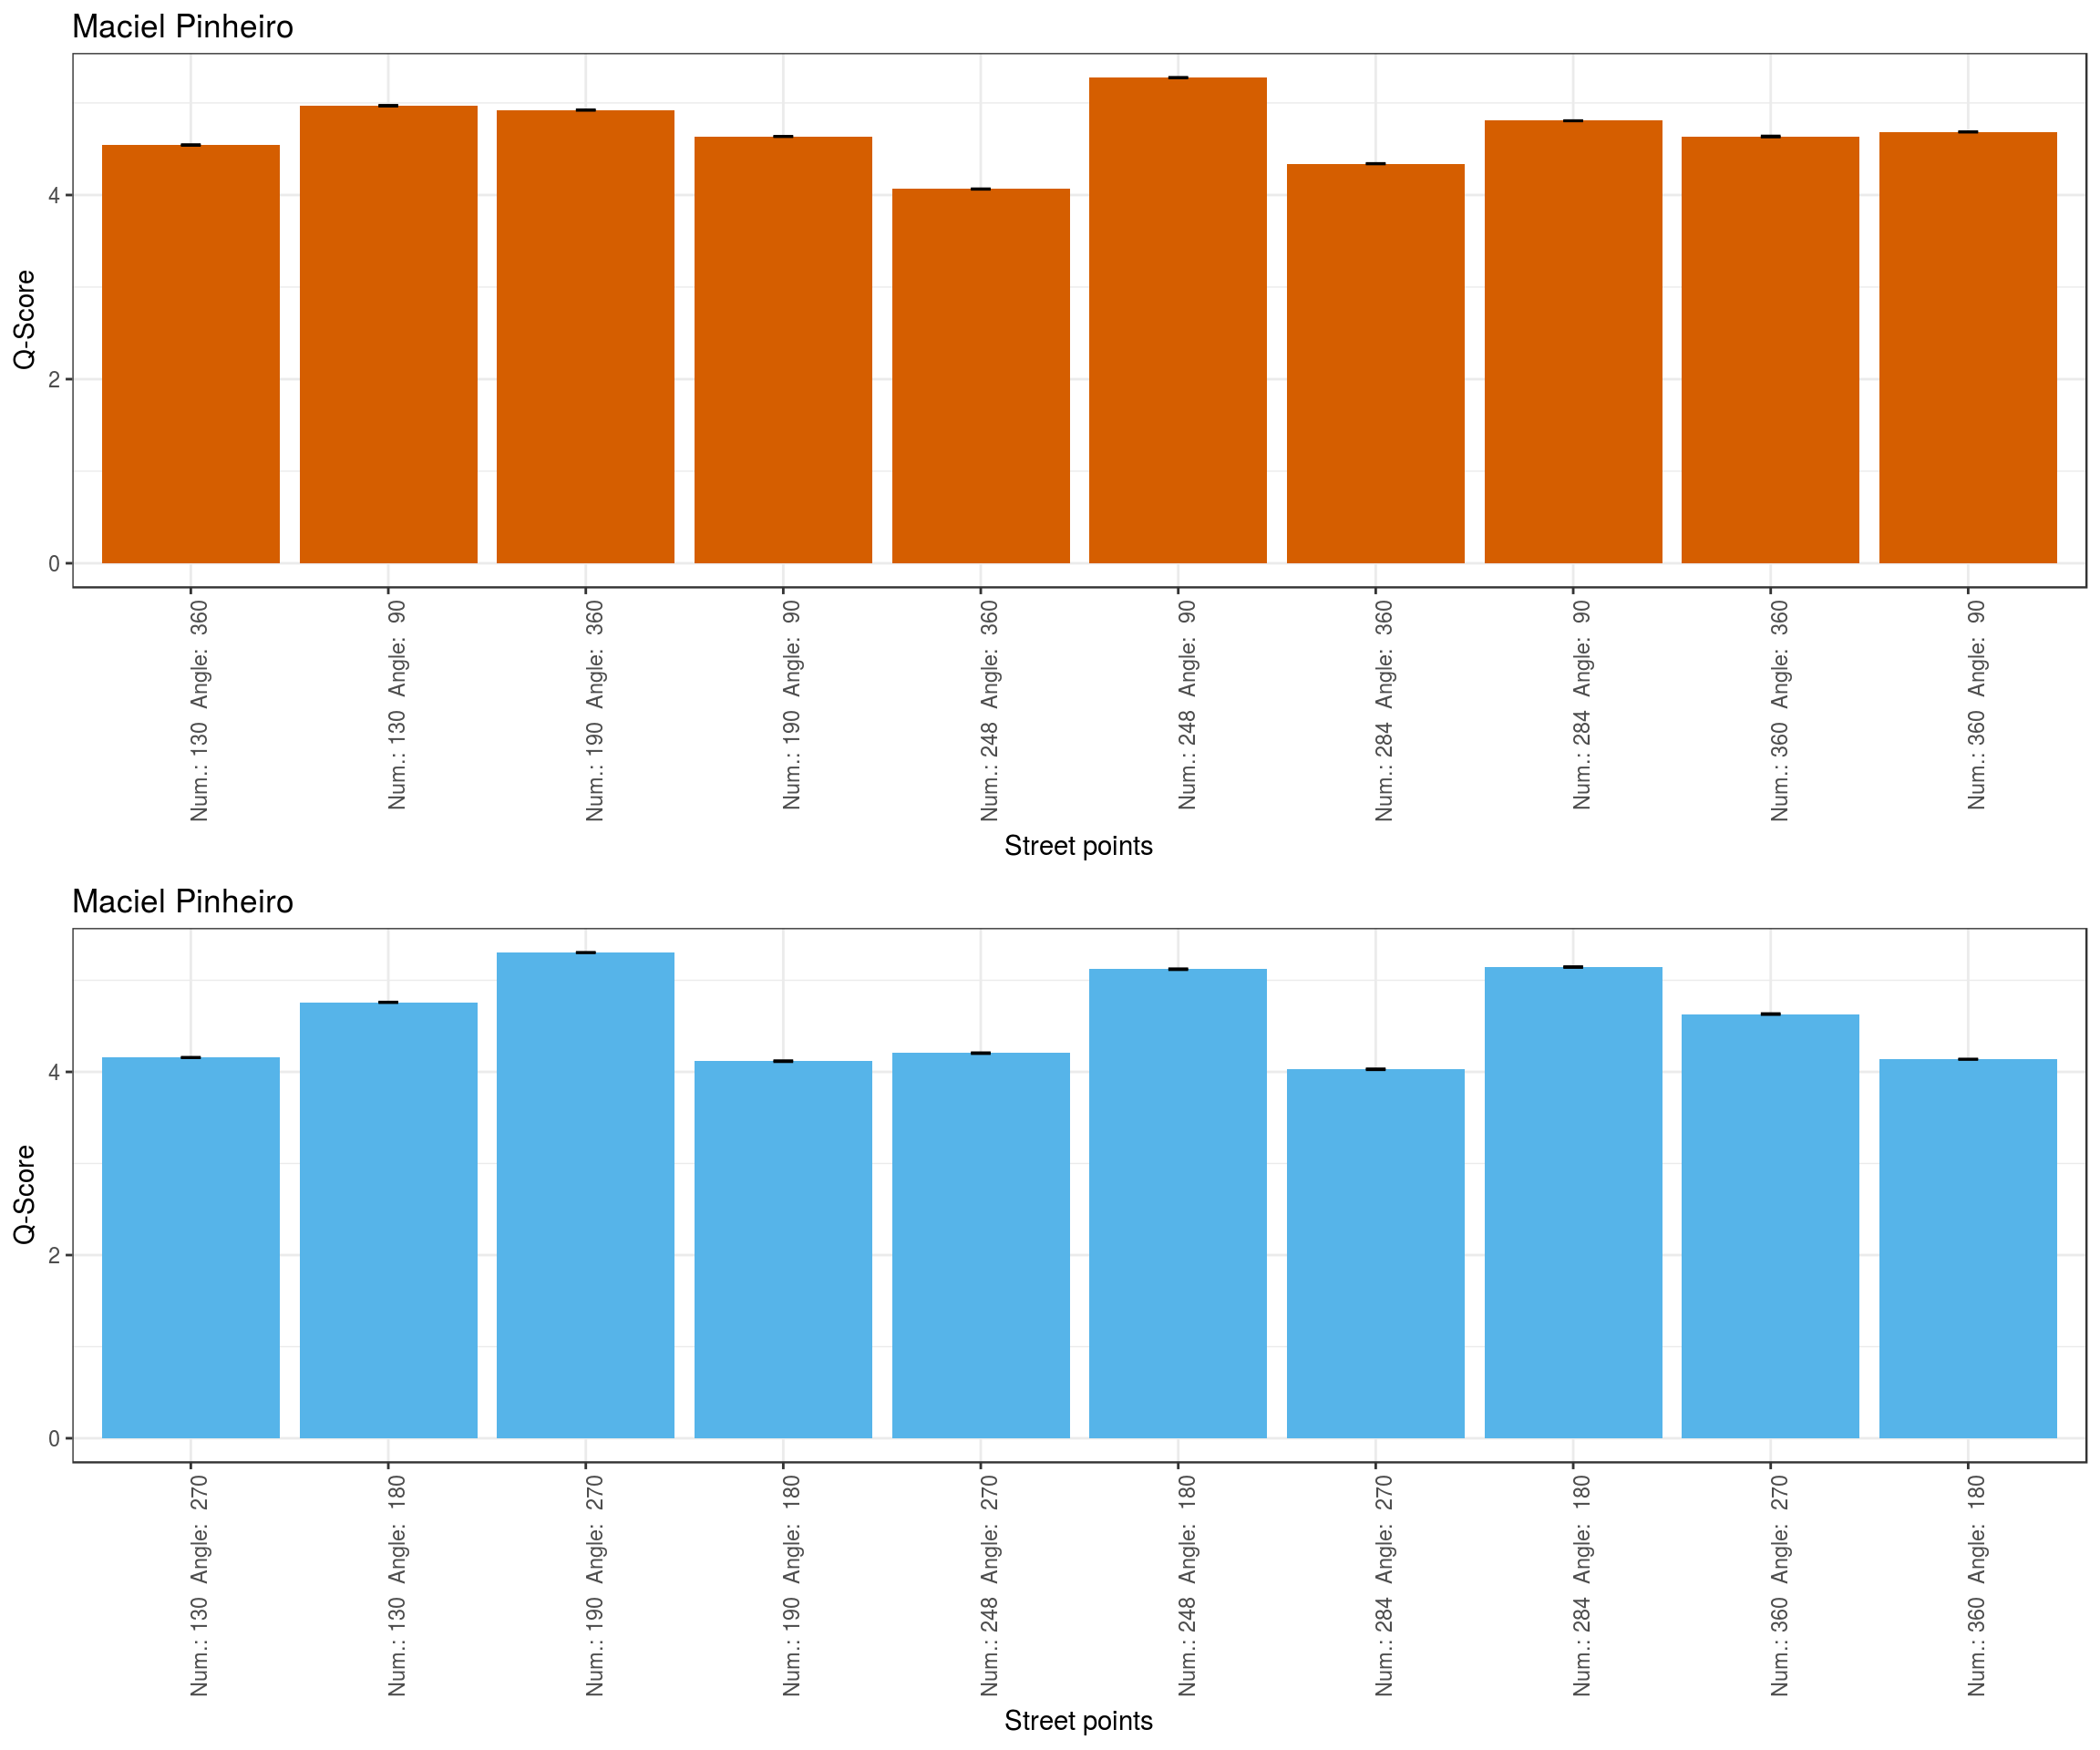 Maciel Pinheiro
Q-Score
4
2
0
Num.: 130 Angle: 360
Num.: 130 Angle: 90
Num.: 190 Angle: 360
Num.: 190 Angle: 90
Num.: 248 Angle: 360
Num.: 248 Angle: 90
Num.: 284 Angle: 360
Num.: 284 Angle: 90
Num.: 360 Angle: 360
Num.: 360 Angle: 90
Street points
Maciel Pinheiro
Q-Score
4
2
0
Num.: 130 Angle: 270
Num.: 130 Angle: 180
Num.: 190 Angle: 270
Num.: 190 Angle: 180
Num.: 248 Angle: 270
Num.: 248 Angle: 180
Num.: 284 Angle: 270
Num.: 284 Angle: 180
Num.: 360 Angle: 270
Num.: 360 Angle: 180
Street points